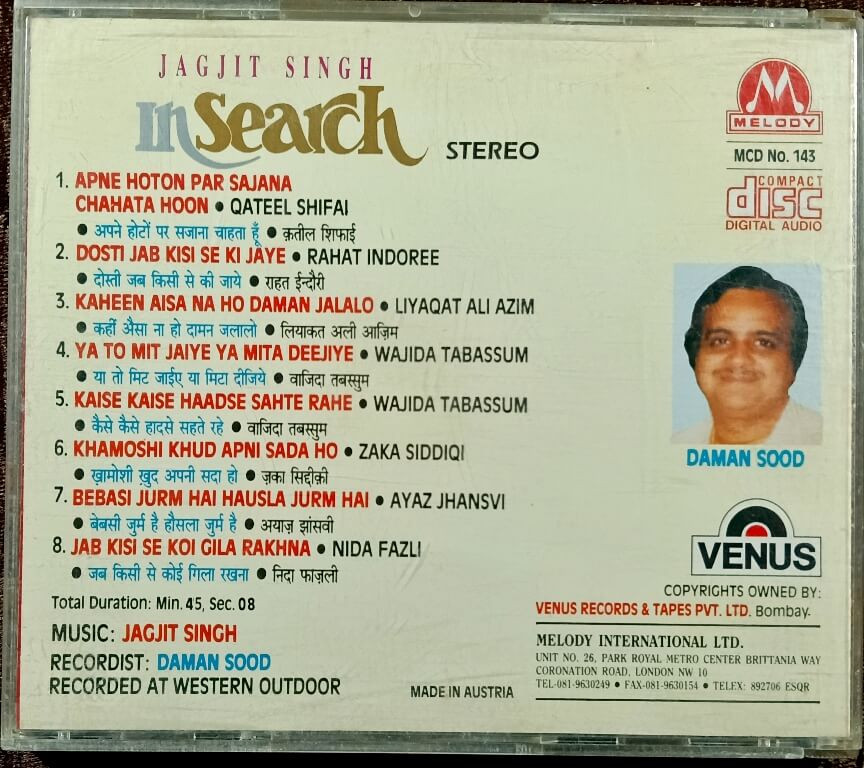 JAGJIT SINGH
in Search
STEREO
MELODY
MCD No. 143
COMPACT
disc
DIGITAL AUDIO
1. APNE HOTON PAR SAJANA
CHAHATA HOON • QATEEL SHIFAI
• अपने होटों पर सजाना चाहता हूँ • क़तील शिफाई
2. DOSTI JAB KISI SE KI JAYE • RAHAT INDOREE
• दोस्ती जब किसी से की जाये • राहत ईन्दौरी
3. KAHEEN AISA NA HO DAMAN JALALO • LIYAQAT ALI AZIM
• कहीं अैसा ना हो दामन जलालो • लियाकत अली आज़िम
4. YA TO MIT JAIYE YA MITA DEEJIYE • WAJIDA TABASSUM
• या तो मिट जाईए या मिटा दीजिये • वाजिदा तबस्सुम
5. KAISE KAISE HAADSE SAHTE RAHE • WAJIDA TABASSUM
• कैसे कैसे हादसे सहते रहे • वाजिदा तबस्सुम
6. KHAMOSHI KHUD APNI SADA HO • ZAKA SIDDIQI
• ख़ामोशी ख़ुद अपनी सदा हो • ज़का सिद्दीक़ी
7. BEBASI JURM HAI HAUSLA JURM HAI • AYAZ JHANSVI
• बेबसी जुर्म है हौसला जुर्म है • अयाज़ झांसवी
8. JAB KISI SE KOI GILA RAKHNA • NIDA FAZLI
• जब किसी से कोई गिला रखना • निदा फाज़ली
Total Duration: Min. 45, Sec. 08
MUSIC: JAGJIT SINGH
RECORDIST: DAMAN SOOD
RECORDED AT WESTERN OUTDOOR
MADE IN AUSTRIA
DAMAN SOOD
VENUS
COPYRIGHTS OWNED BY:
VENUS RECORDS & TAPES PVT. LTD. Bombay.
MELODY INTERNATIONAL LTD.
UNIT NO. 26, PARK ROYAL METRO CENTER BRITTANIA WAY
CORONATION ROAD, LONDON NW 10
TEL-081-9630249 • FAX-081-9630154 • TELEX: 892706 ESQR